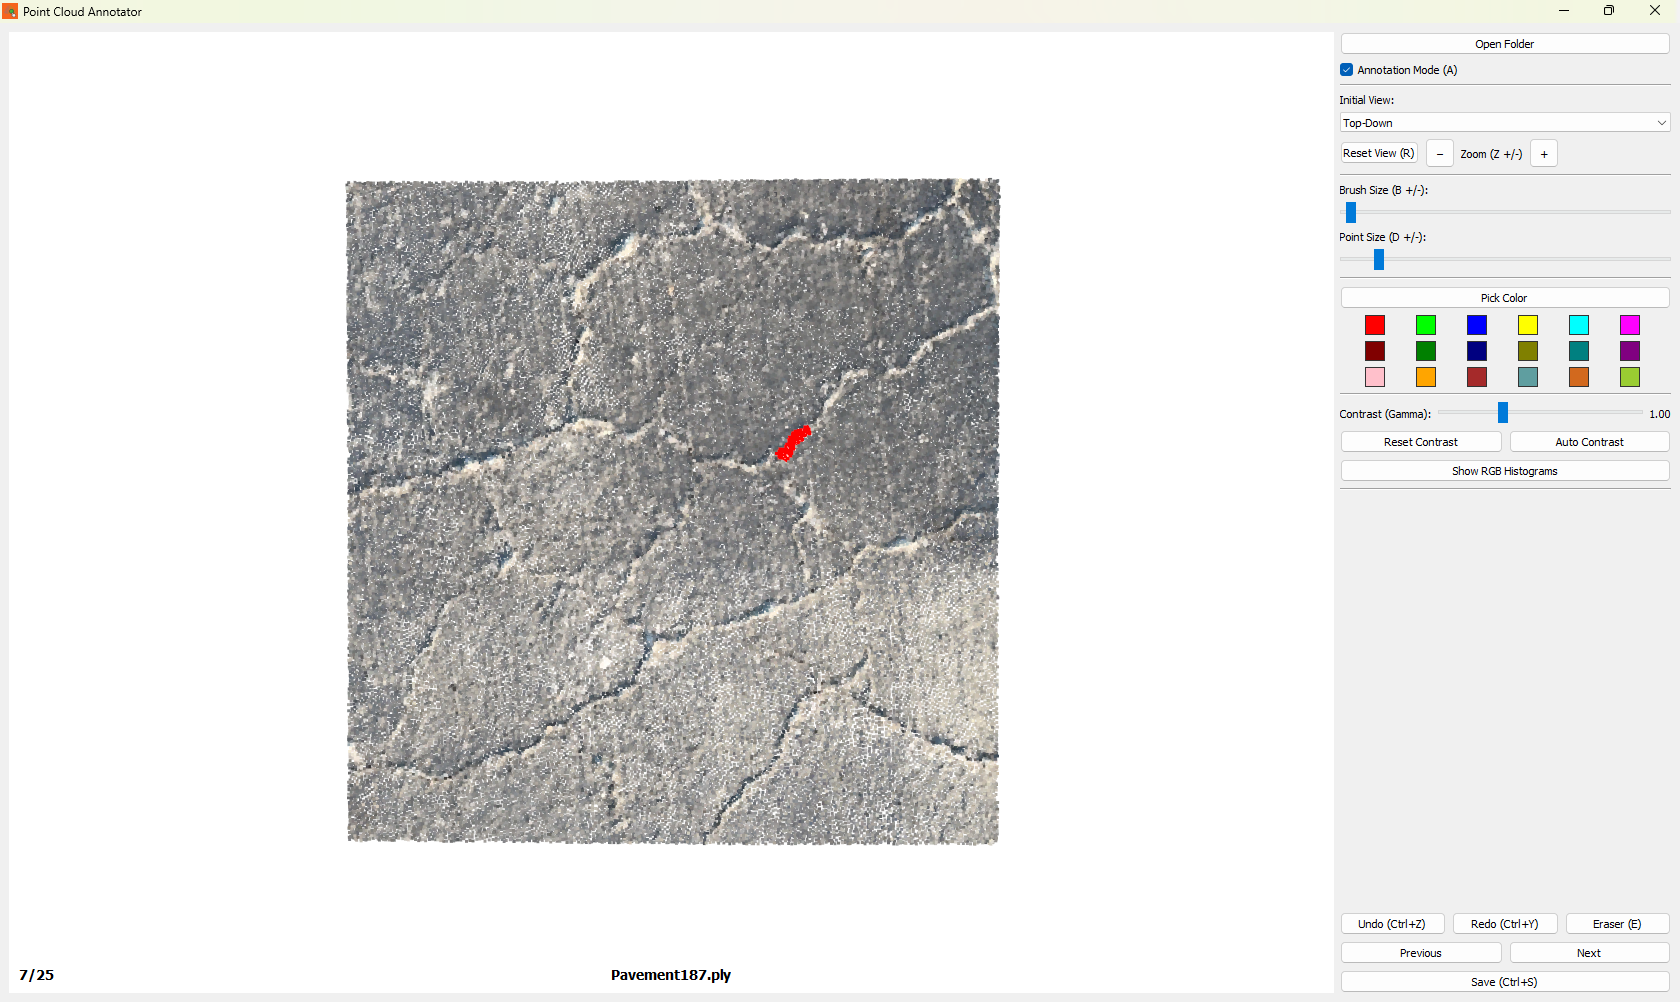 Point Cloud Annotator
Open Folder
Annotation Mode (A)
Initial View:
Top-Down
Reset View (R)
-
Zoom (Z +/-)
+
Brush Size (B +/-):
Point Size (D +/-):
Pick Color
Contrast (Gamma):
1.00
Reset Contrast
Auto Contrast
Show RGB Histograms
Undo (Ctrl+Z)
Redo (Ctrl+Y)
Eraser (E)
Previous
Next
Save (Ctrl+S)
7/25
Pavement187.ply